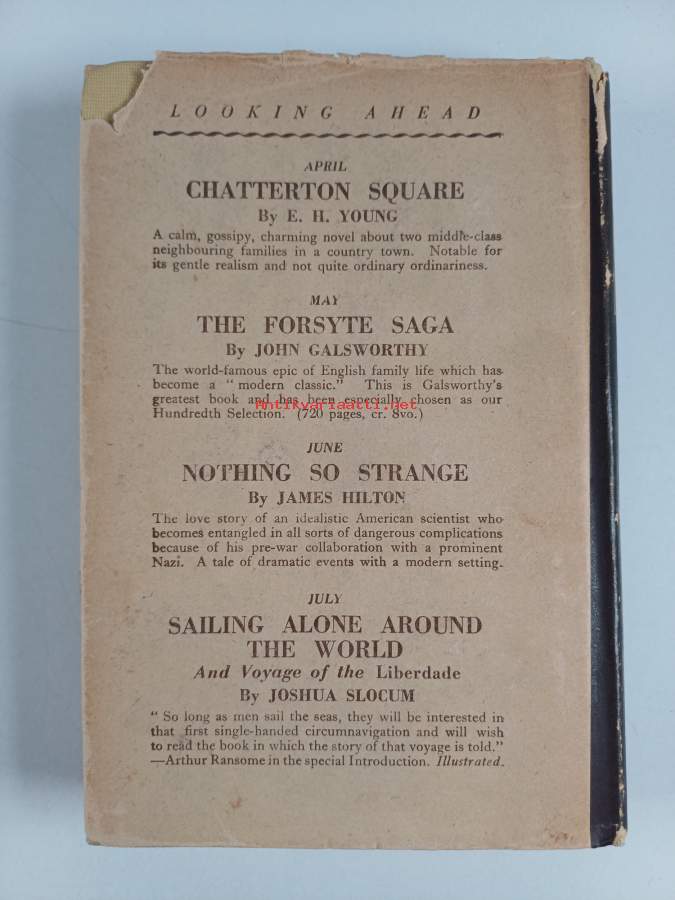 LOOKING AHEAD
APRIL
CHATTERTON SQUARE
By E. H. YOUNG
A calm, gossipy, charming novel about two middle-class
neighbouring families in a country town. Notable for
its gentle realism and not quite ordinary ordinariness.
MAY
THE FORSYTE SAGA
By JOHN GALSWORTHY
The world-famous epic of English family life which has
become a "modern classic." This is Galsworthy's
greatest book and has been especially chosen as our
Antikvariaatti.net
Hundredth Selection. (720 pages, cr. 8vo.)
JUNE
NOTHING SO STRANGE
By JAMES HILTON
The love story of an idealistic American scientist who
becomes entangled in all sorts of dangerous complications
because of his pre-war collaboration with a prominent
Nazi. A tale of dramatic events with a modern setting.
JULY
SAILING ALONE AROUND
THE WORLD
And Voyage of the Liberdade
By JOSHUA SLOCUM
"So long as men sail the seas, they will be interested in
that first single-handed circumnavigation and will wish
to read the book in which the story of that voyage is told."
—Arthur Ransome in the special Introduction. Illustrated.